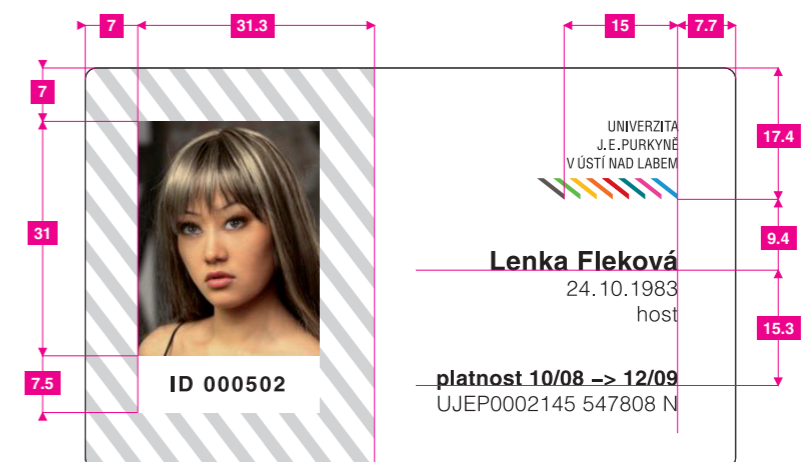 7
31.3
15
7.7
7
31
7.5
17.4
9.4
15.3
UNIVERZITA
J.E.PURKYNĚ
V ÚSTÍ NAD LABEM
Lenka Fleková
24.10.1983
host
ID 000502
platnost 10/08 –> 12/09
UJEP0002145 547808 N